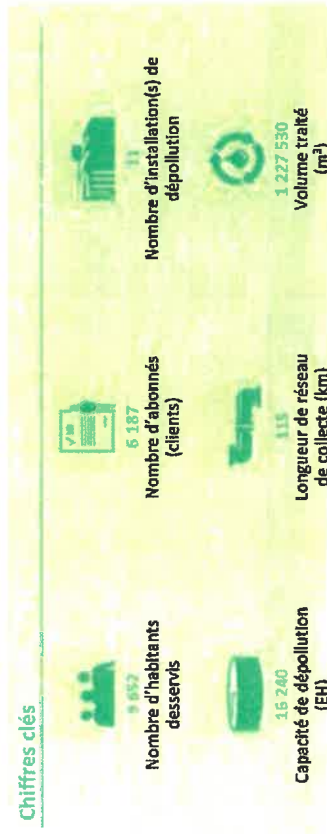 Chiffres clés
9 652
Nombre d'habitants
desservis
6 187
Nombre d'abonnés
(clients)
11
Nombre d'installation(s) de
dépollution
16 240
Capacité de dépollution
(EH)
115
Longueur de réseau
de collecte (km)
1 227 530
Volume traité
(m³)